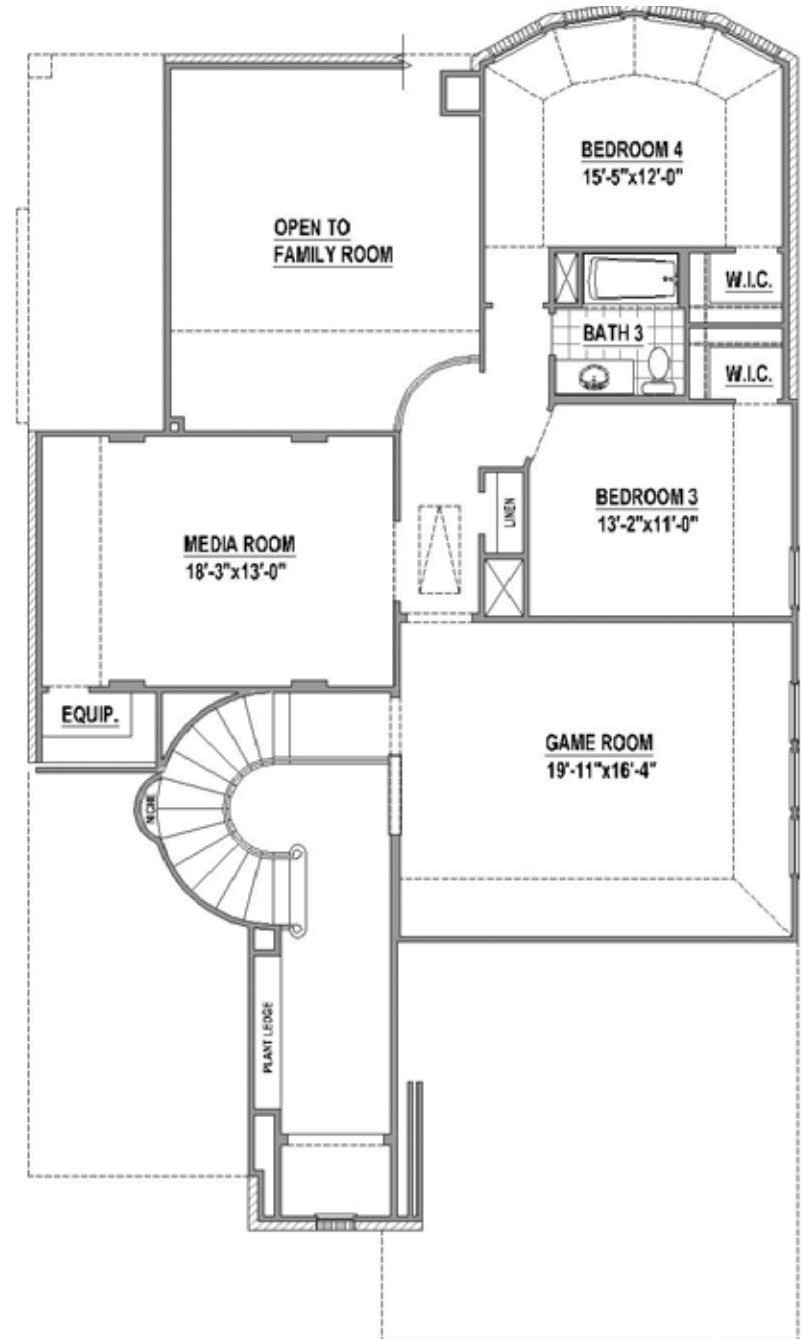 BEDROOM 4
15'-5"x12'-0"
OPEN TO
FAMILY ROOM
W.I.C.
BATH 3
W.I.C.
BEDROOM 3
13'-2"x11'-0"
LINEN
MEDIA ROOM
18'-3"x13'-0"
EQUIP.
GAME ROOM
19'-11"x16'-4"
NICHE
PLANT LEDGE